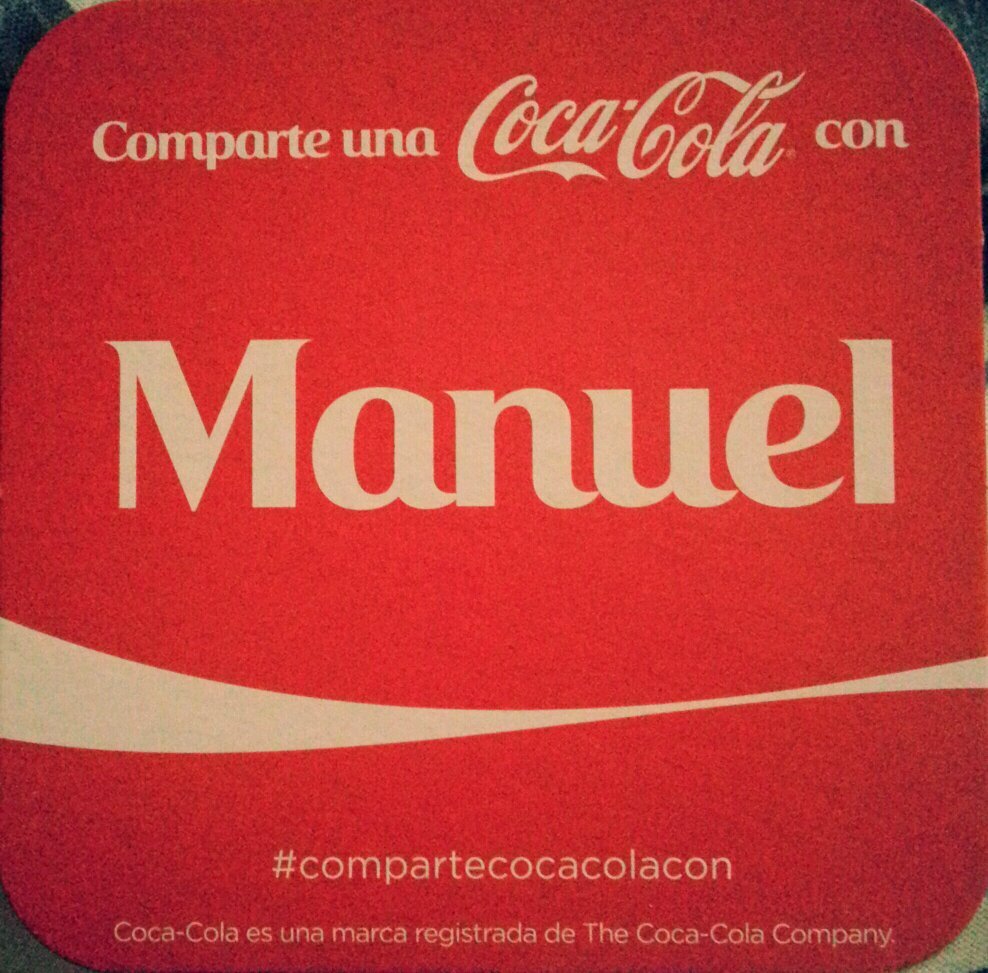 Comparte una Coca-Cola con
Manuel
#compartecocacolacon
Coca-Cola es una marca registrada de The Coca-Cola Company.